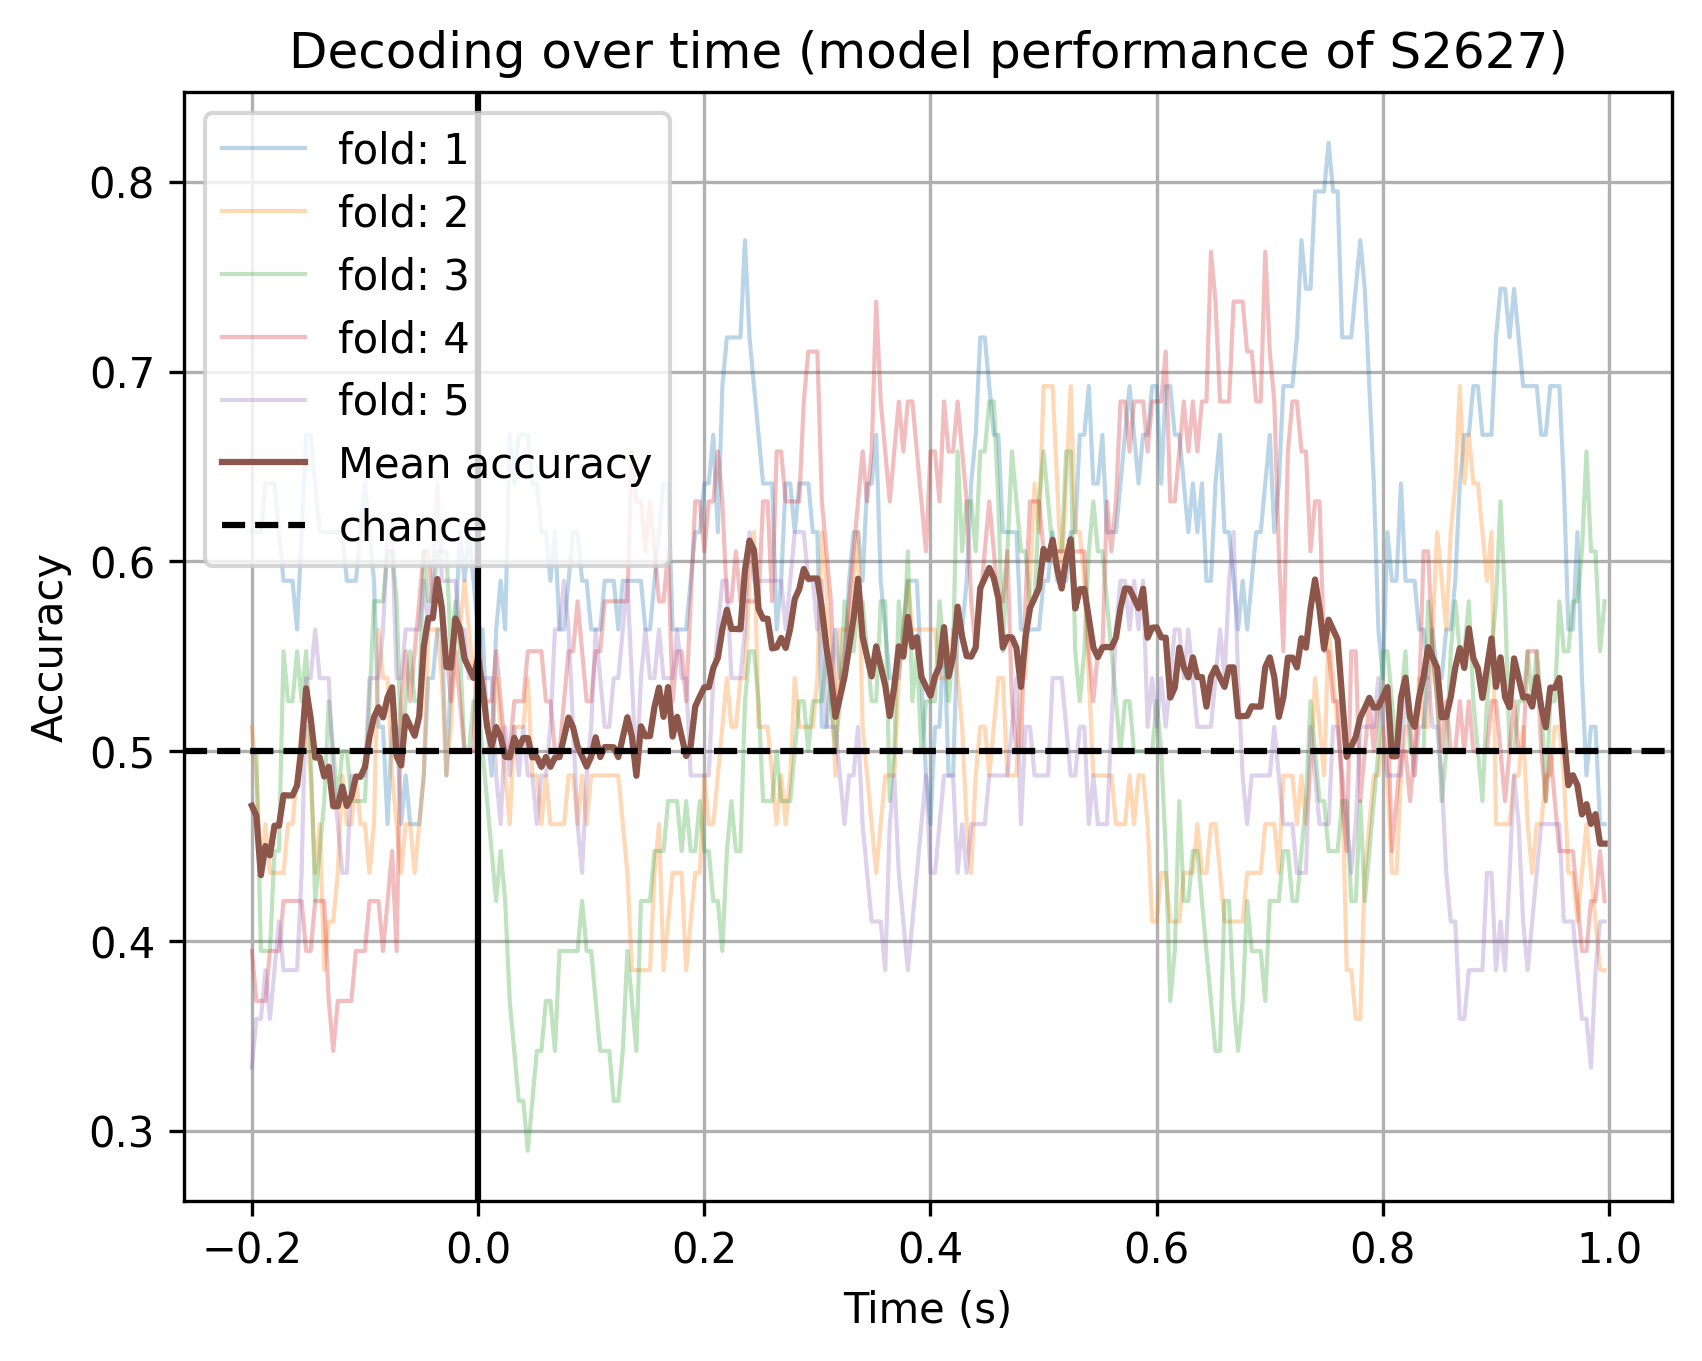 Decoding over time (model performance of S2627)
Accuracy
0.8
0.7
0.6
0.5
0.4
0.3
fold: 1
fold: 2
fold: 3
fold: 4
fold: 5
Mean accuracy
chance
−0.2 0.0 0.2 0.4 0.6 0.8 1.0
Time (s)